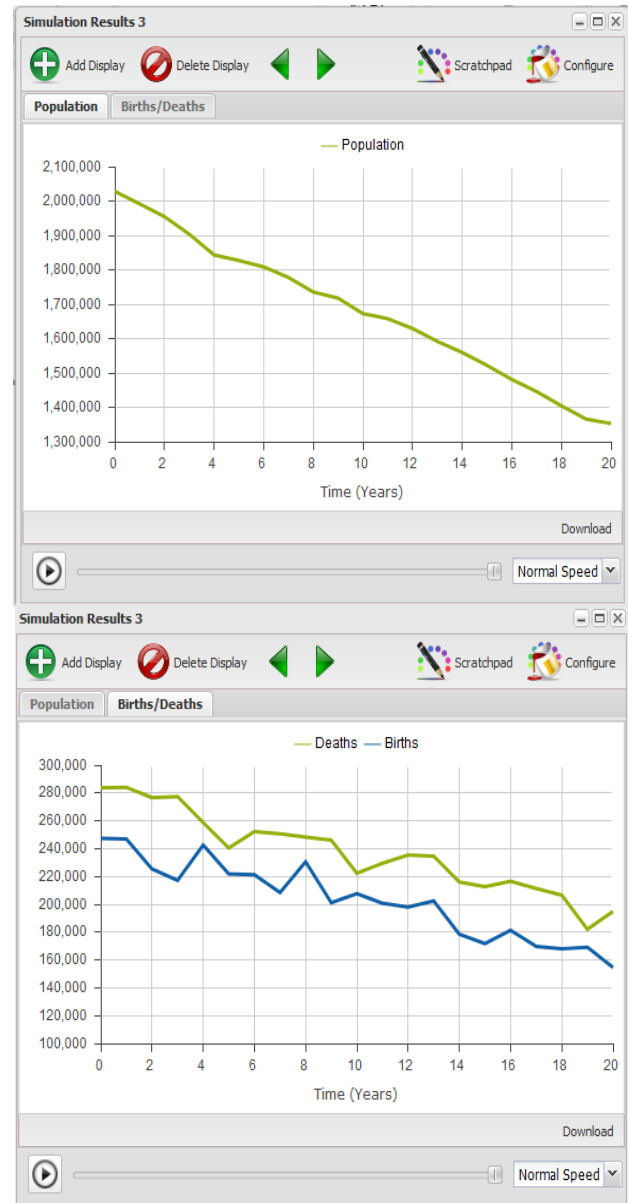 Simulation Results 3
Add Display Delete Display Scratchpad Configure
Population Births/Deaths
Population
2,100,000
2,000,000
1,900,000
1,800,000
1,700,000
1,600,000
1,500,000
1,400,000
1,300,000
0 2 4 6 8 10 12 14 16 18 20
Time (Years)
Download
Normal Speed
Simulation Results 3
Add Display Delete Display Scratchpad Configure
Population Births/Deaths
Deaths Births
300,000
280,000
260,000
240,000
220,000
200,000
180,000
160,000
140,000
120,000
100,000
0 2 4 6 8 10 12 14 16 18 20
Time (Years)
Download
Normal Speed